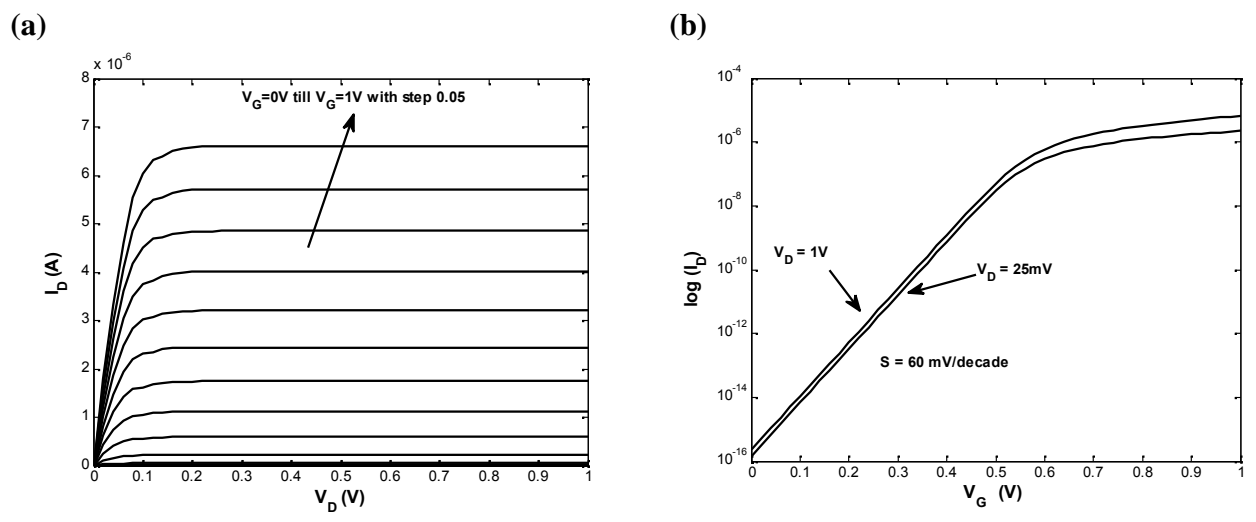 (a)
x 10^-6
8
7
6
5
4
3
2
1
0
I_D (A)
V_G=0V till V_G=1V with step 0.05
0 0.1 0.2 0.3 0.4 0.5 0.6 0.7 0.8 0.9 1
V_D (V)
(b)
10^-4
10^-6
10^-8
10^-10
10^-12
10^-14
10^-16
log (I_D)
V_D = 1V
V_D = 25mV
S = 60 mV/decade
0 0.1 0.2 0.3 0.4 0.5 0.6 0.7 0.8 0.9 1
V_G (V)